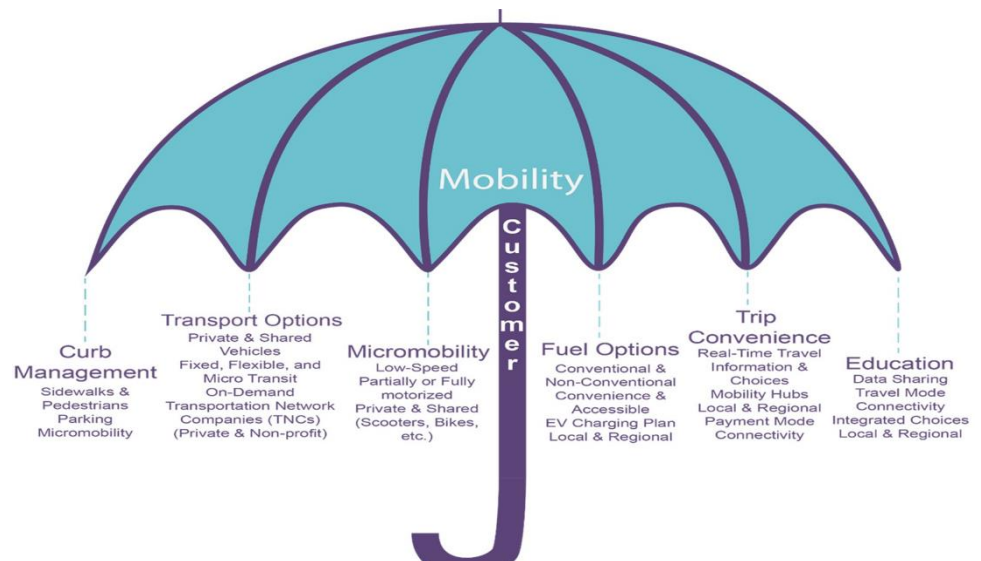 Mobility
Customer
Curb
Management
Sidewalks &
Pedestrians
Parking
Micromobility
Transport Options
Private & Shared
Vehicles
Fixed, Flexible, and
Micro Transit
On-Demand
Transportation Network
Companies (TNCs)
(Private & Non-profit)
Micromobility
Low-Speed
Partially or Fully
motorized
Private & Shared
(Scooters, Bikes,
etc.)
Fuel Options
Conventional &
Non-Conventional
Convenience &
Accessible
EV Charging Plan
Local & Regional
Trip
Convenience
Real-Time Travel
Information &
Choices
Mobility Hubs
Local & Regional
Payment Mode
Connectivity
Education
Data Sharing
Travel Mode
Connectivity
Integrated Choices
Local & Regional